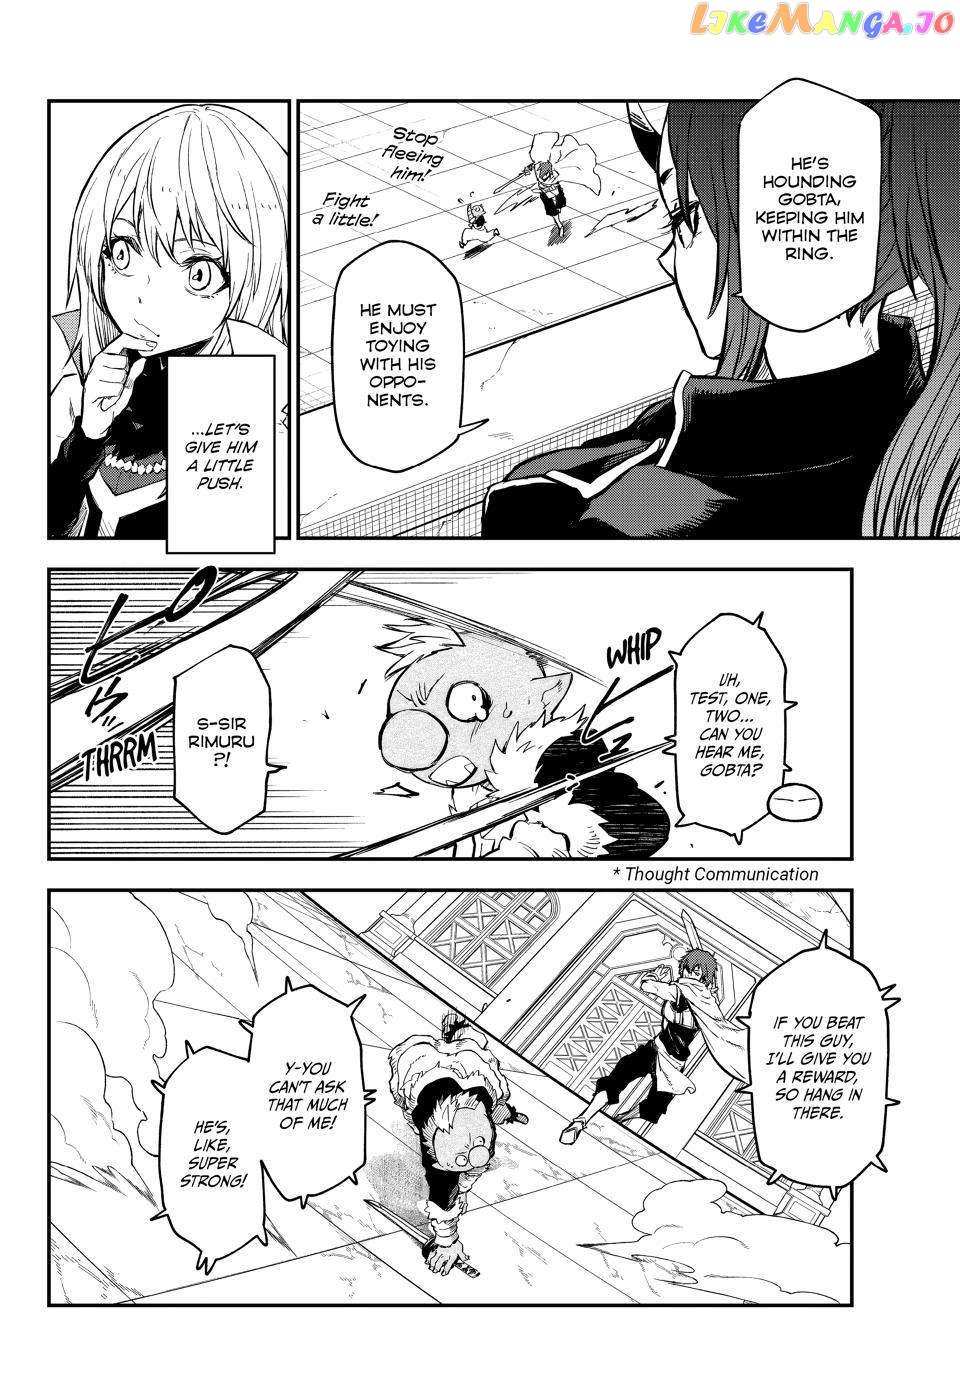 LIKEMANGA.IO
HE'S
HOUNDING
GOBTA,
KEEPING HIM
WITHIN THE
RING.
Stop
fleeing
him!
Fight
a little!
HE MUST
ENJOY
TOYING
WITH HIS
OPPO-
NENTS.
...LET'S
GIVE HIM
A LITTLE
PUSH.
WHIP
UH,
TEST, ONE,
TWO...
CAN YOU
HEAR ME,
GOBTA?
S-SIR
RIMURU
?!
THRRM
* Thought Communication
IF YOU BEAT
THIS GUY,
I'LL GIVE YOU
A REWARD,
SO HANG IN
THERE.
Y-YOU
CAN'T ASK
THAT MUCH
OF ME!
HE'S,
LIKE,
SUPER
STRONG!